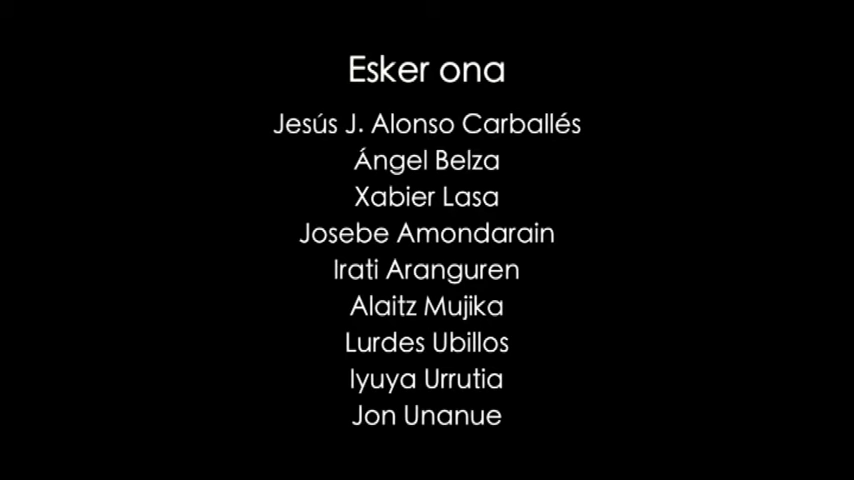 Esker ona
Jesús J. Alonso Carballés
Ángel Belza
Xabier Lasa
Josebe Amondarain
Irati Aranguren
Alaitz Mujika
Lurdes Ubillos
Iyuya Urrutia
Jon Unanue